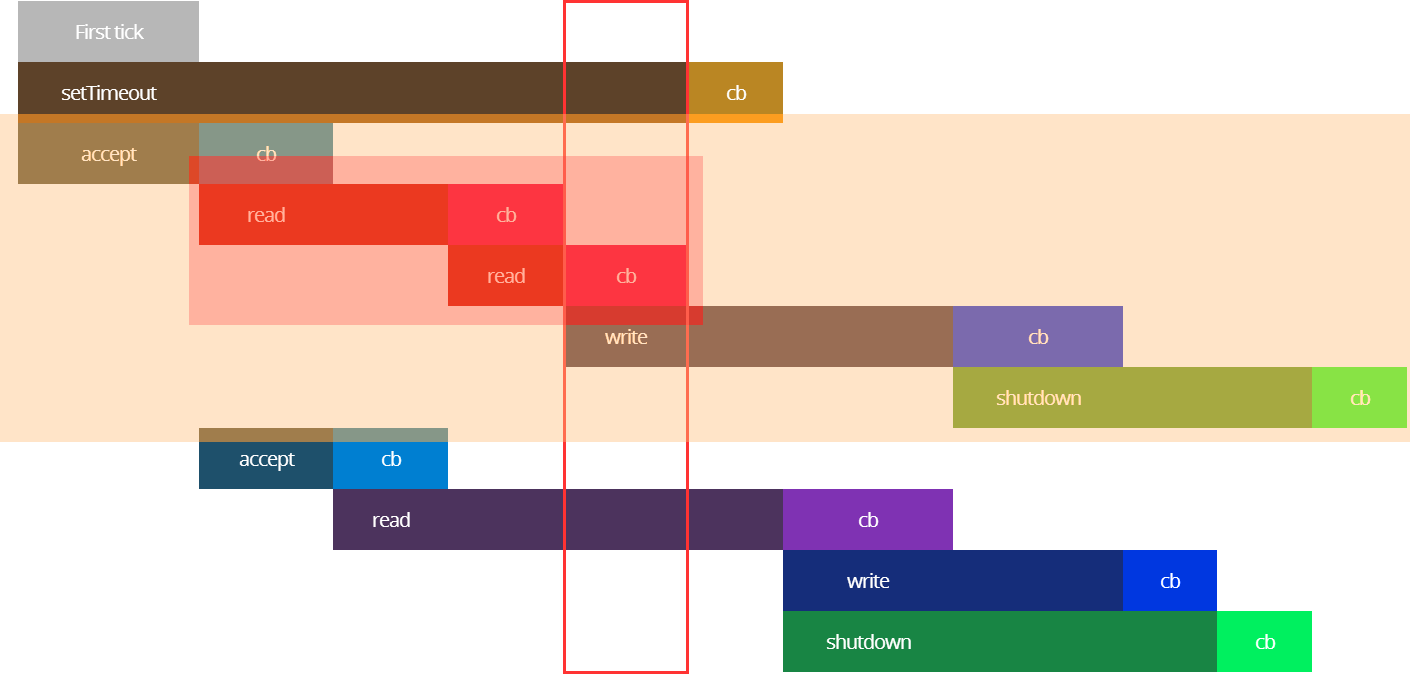 First tick
setTimeout cb
accept cb
read cb
read cb
write cb
shutdown cb
accept cb
read cb
write cb
shutdown cb